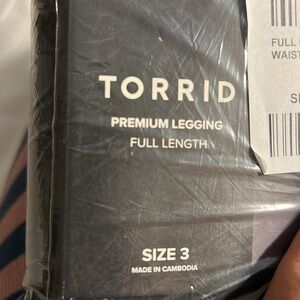 TORRID
PREMIUM LEGGING
FULL LENGTH
SIZE 3
MADE IN CAMBODIA
FULL
WAIST